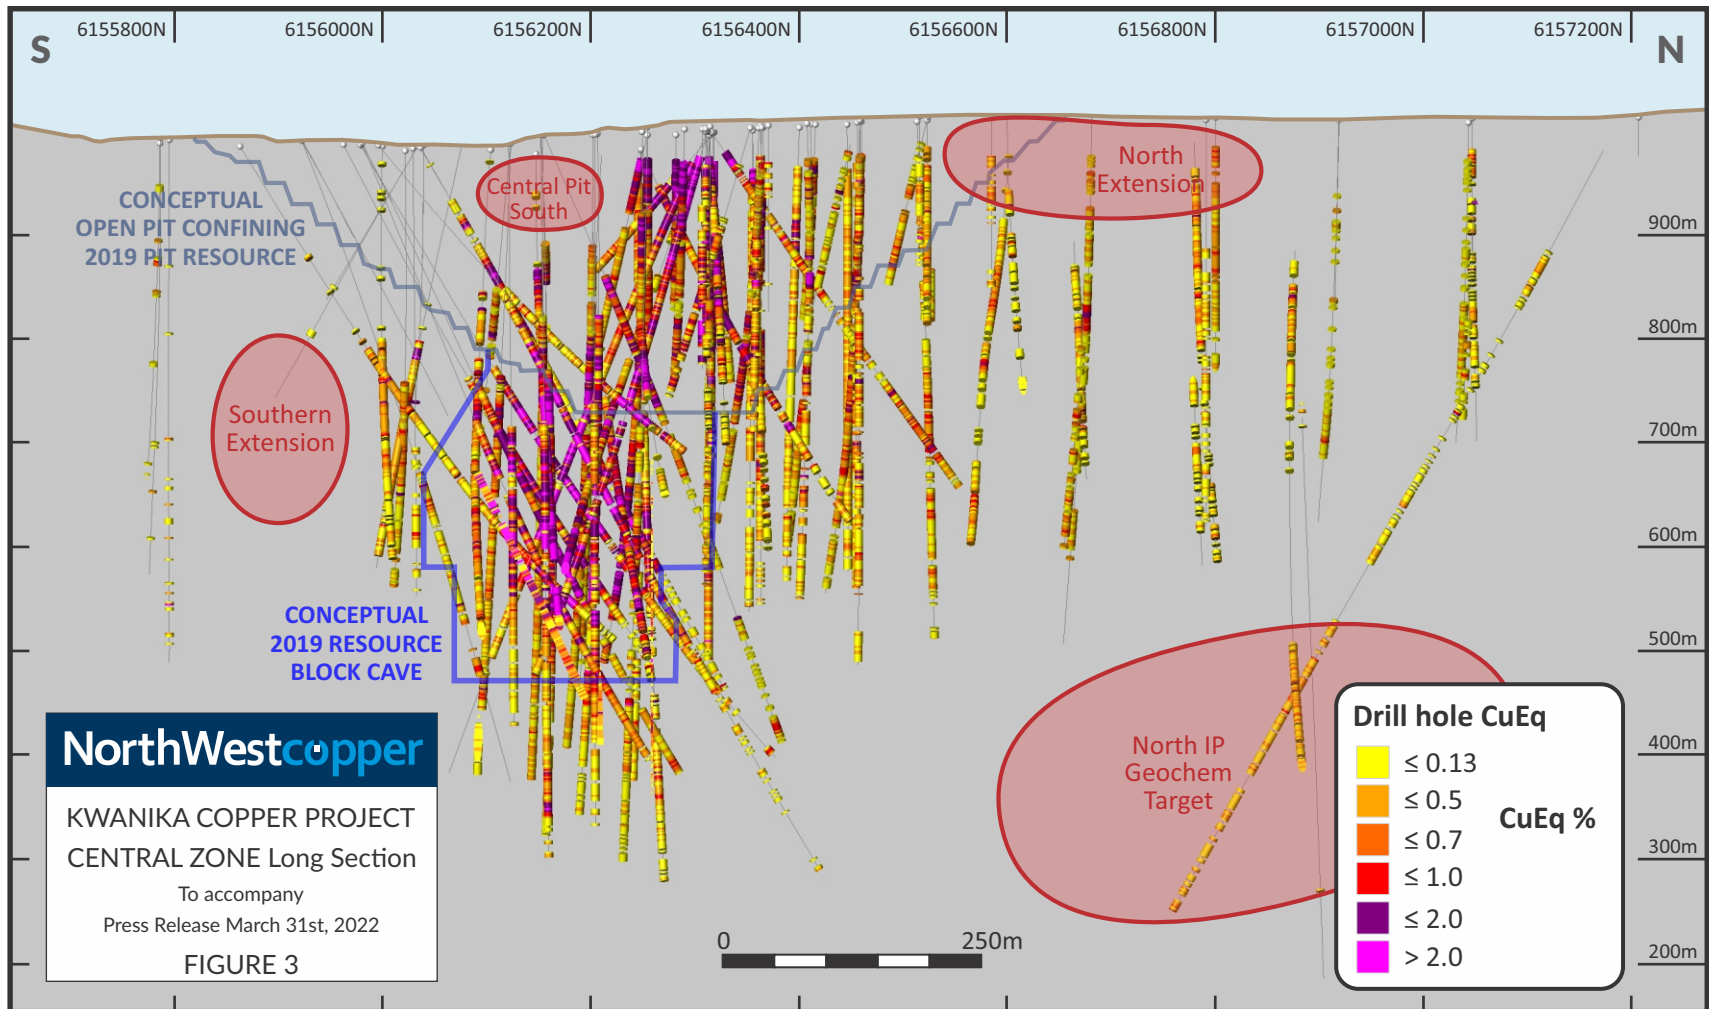 6155800N
6156000N
6156200N
6156400N
6156600N
6156800N
6157000N
6157200N
S
N
CONCEPTUAL
OPEN PIT CONFINING
2019 PIT RESOURCE
Central Pit
South
North
Extension
Southern
Extension
900m
800m
700m
600m
500m
400m
300m
200m
CONCEPTUAL
2019 RESOURCE
BLOCK CAVE
North IP
Geochem
Target
NorthWestcopper
KWANIKA COPPER PROJECT
CENTRAL ZONE Long Section
To accompany
Press Release March 31st, 2022
FIGURE 3
0 250m
Drill hole CuEq
≤ 0.13
≤ 0.5
≤ 0.7
≤ 1.0
≤ 2.0
> 2.0
CuEq %